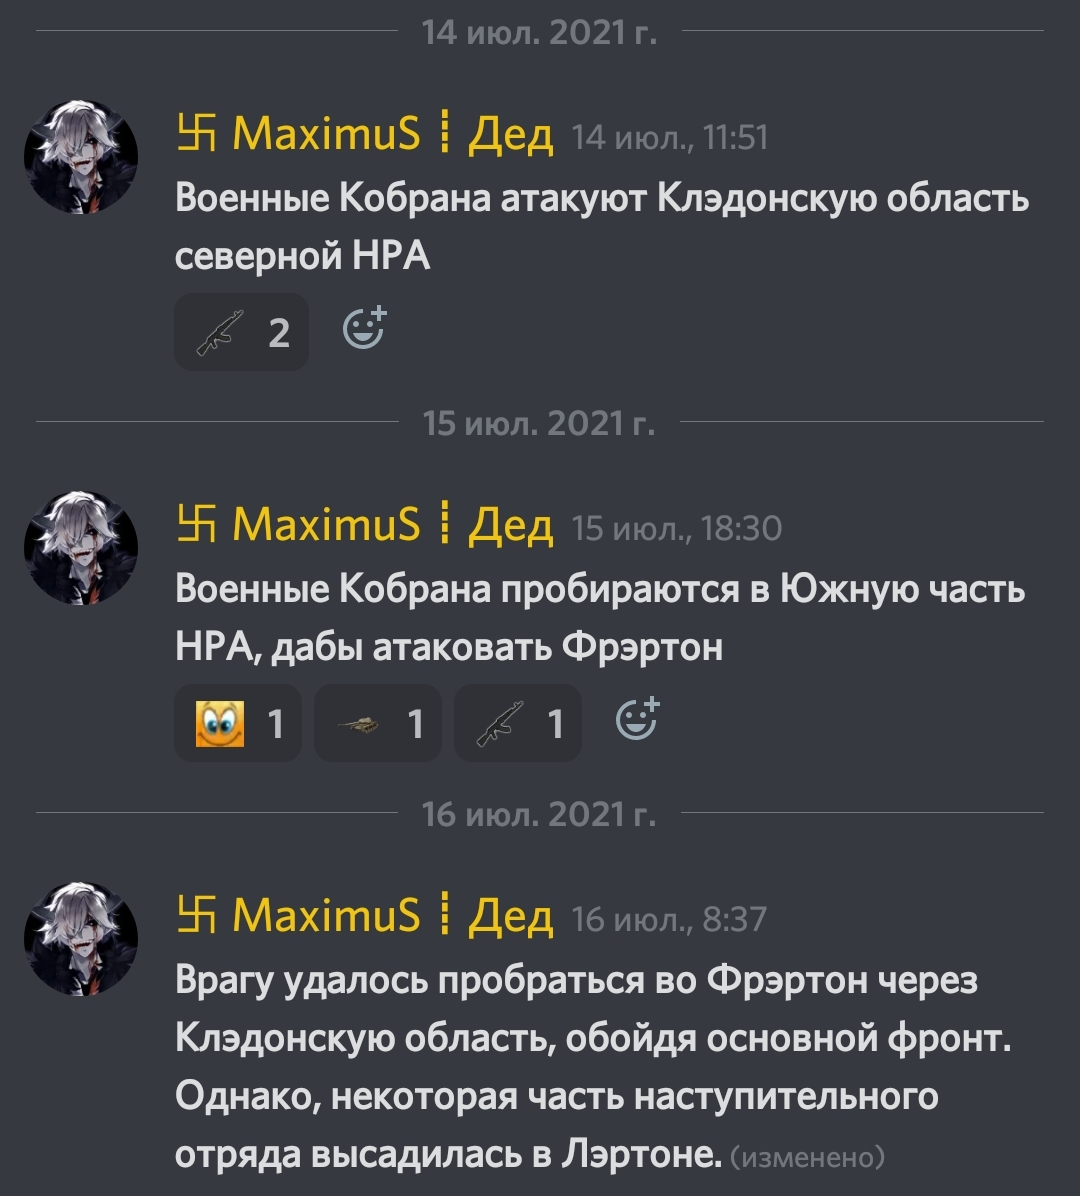 14 июл. 2021 г.
卐 MaximuS ┋ Дед 14 июл., 11:51
Военные Кобрана атакуют Клэдонскую область
северной НРА
2
15 июл. 2021 г.
卐 MaximuS ┋ Дед 15 июл., 18:30
Военные Кобрана пробираются в Южную часть
НРА, дабы атаковать Фрэртон
1 1 1
16 июл. 2021 г.
卐 MaximuS ┋ Дед 16 июл., 8:37
Врагу удалось пробраться во Фрэртон через
Клэдонскую область, обойдя основной фронт.
Однако, некоторая часть наступительного
отряда высадилась в Лэртоне. (изменено)